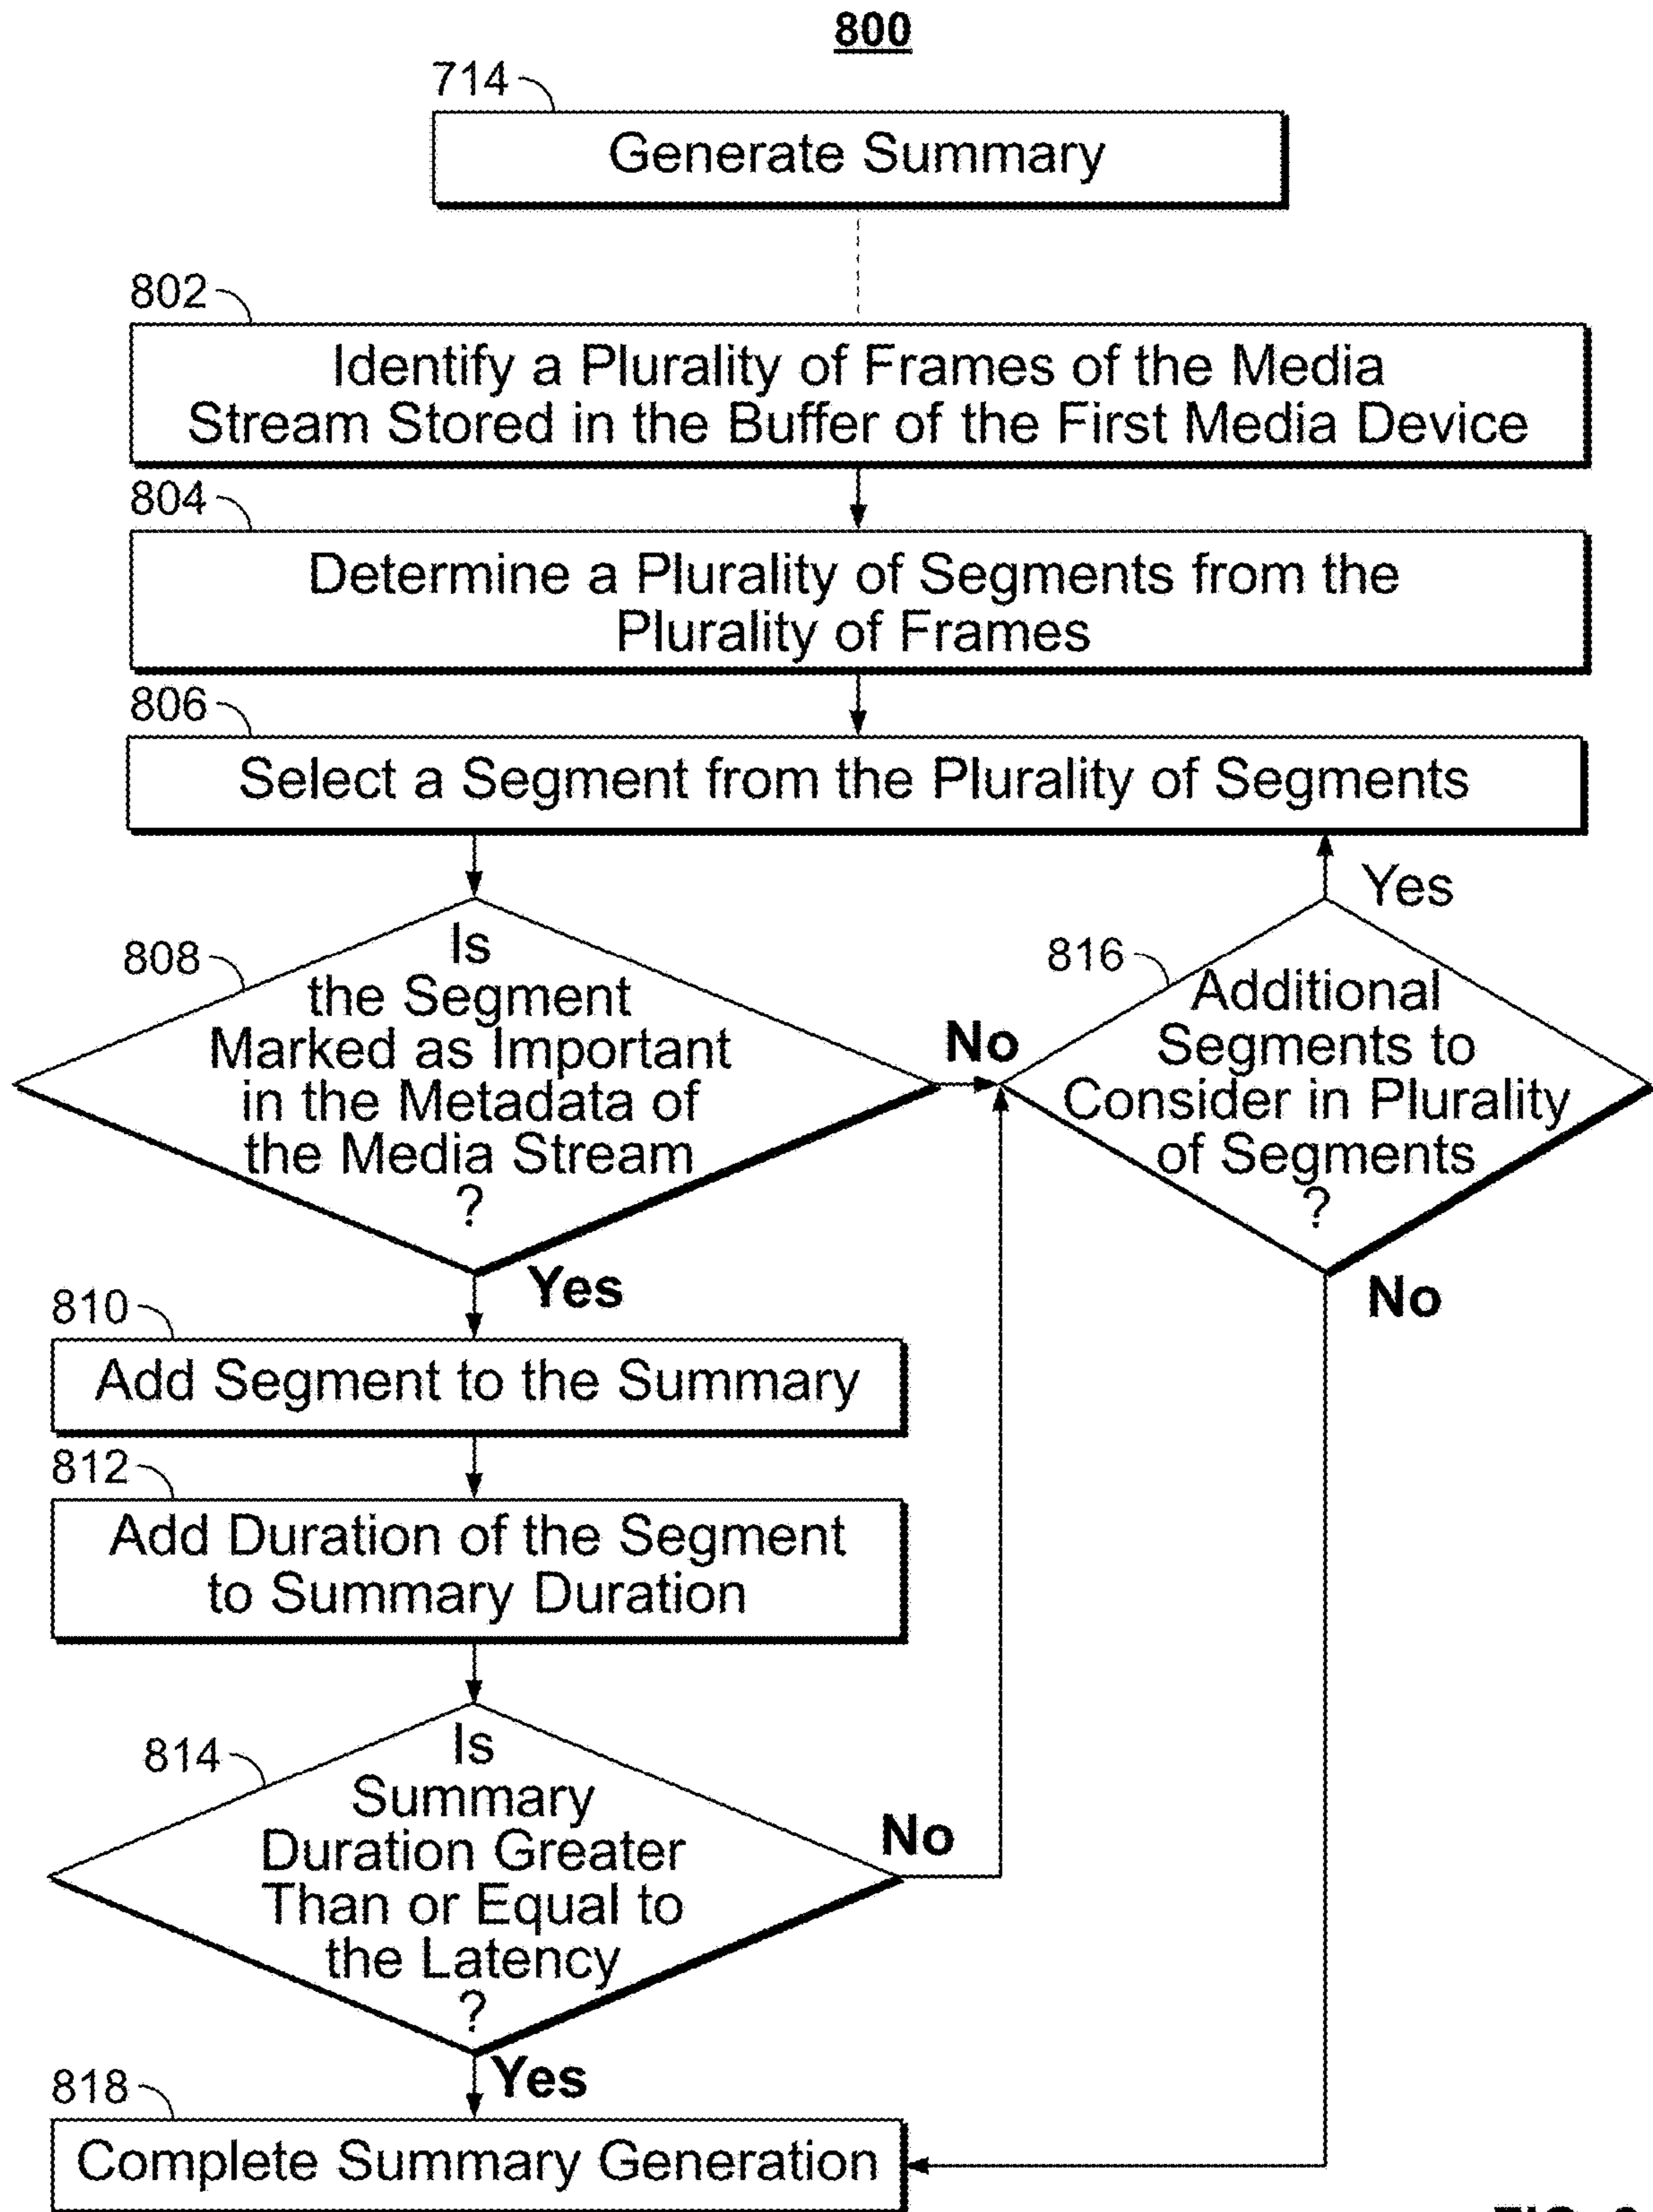 800
714
Generate Summary
802
Identify a Plurality of Frames of the Media
Stream Stored in the Buffer of the First Media Device
804
Determine a Plurality of Segments from the
Plurality of Frames
806
Select a Segment from the Plurality of Segments
808
Is
the Segment
Marked as Important
in the Metadata of
the Media Stream
?
No
Yes
816
Yes
Additional
Segments to
Consider in Plurality
of Segments
?
No
810
Add Segment to the Summary
812
Add Duration of the Segment
to Summary Duration
814
Is
Summary
Duration Greater
Than or Equal to
the Latency
?
No
Yes
818
Complete Summary Generation